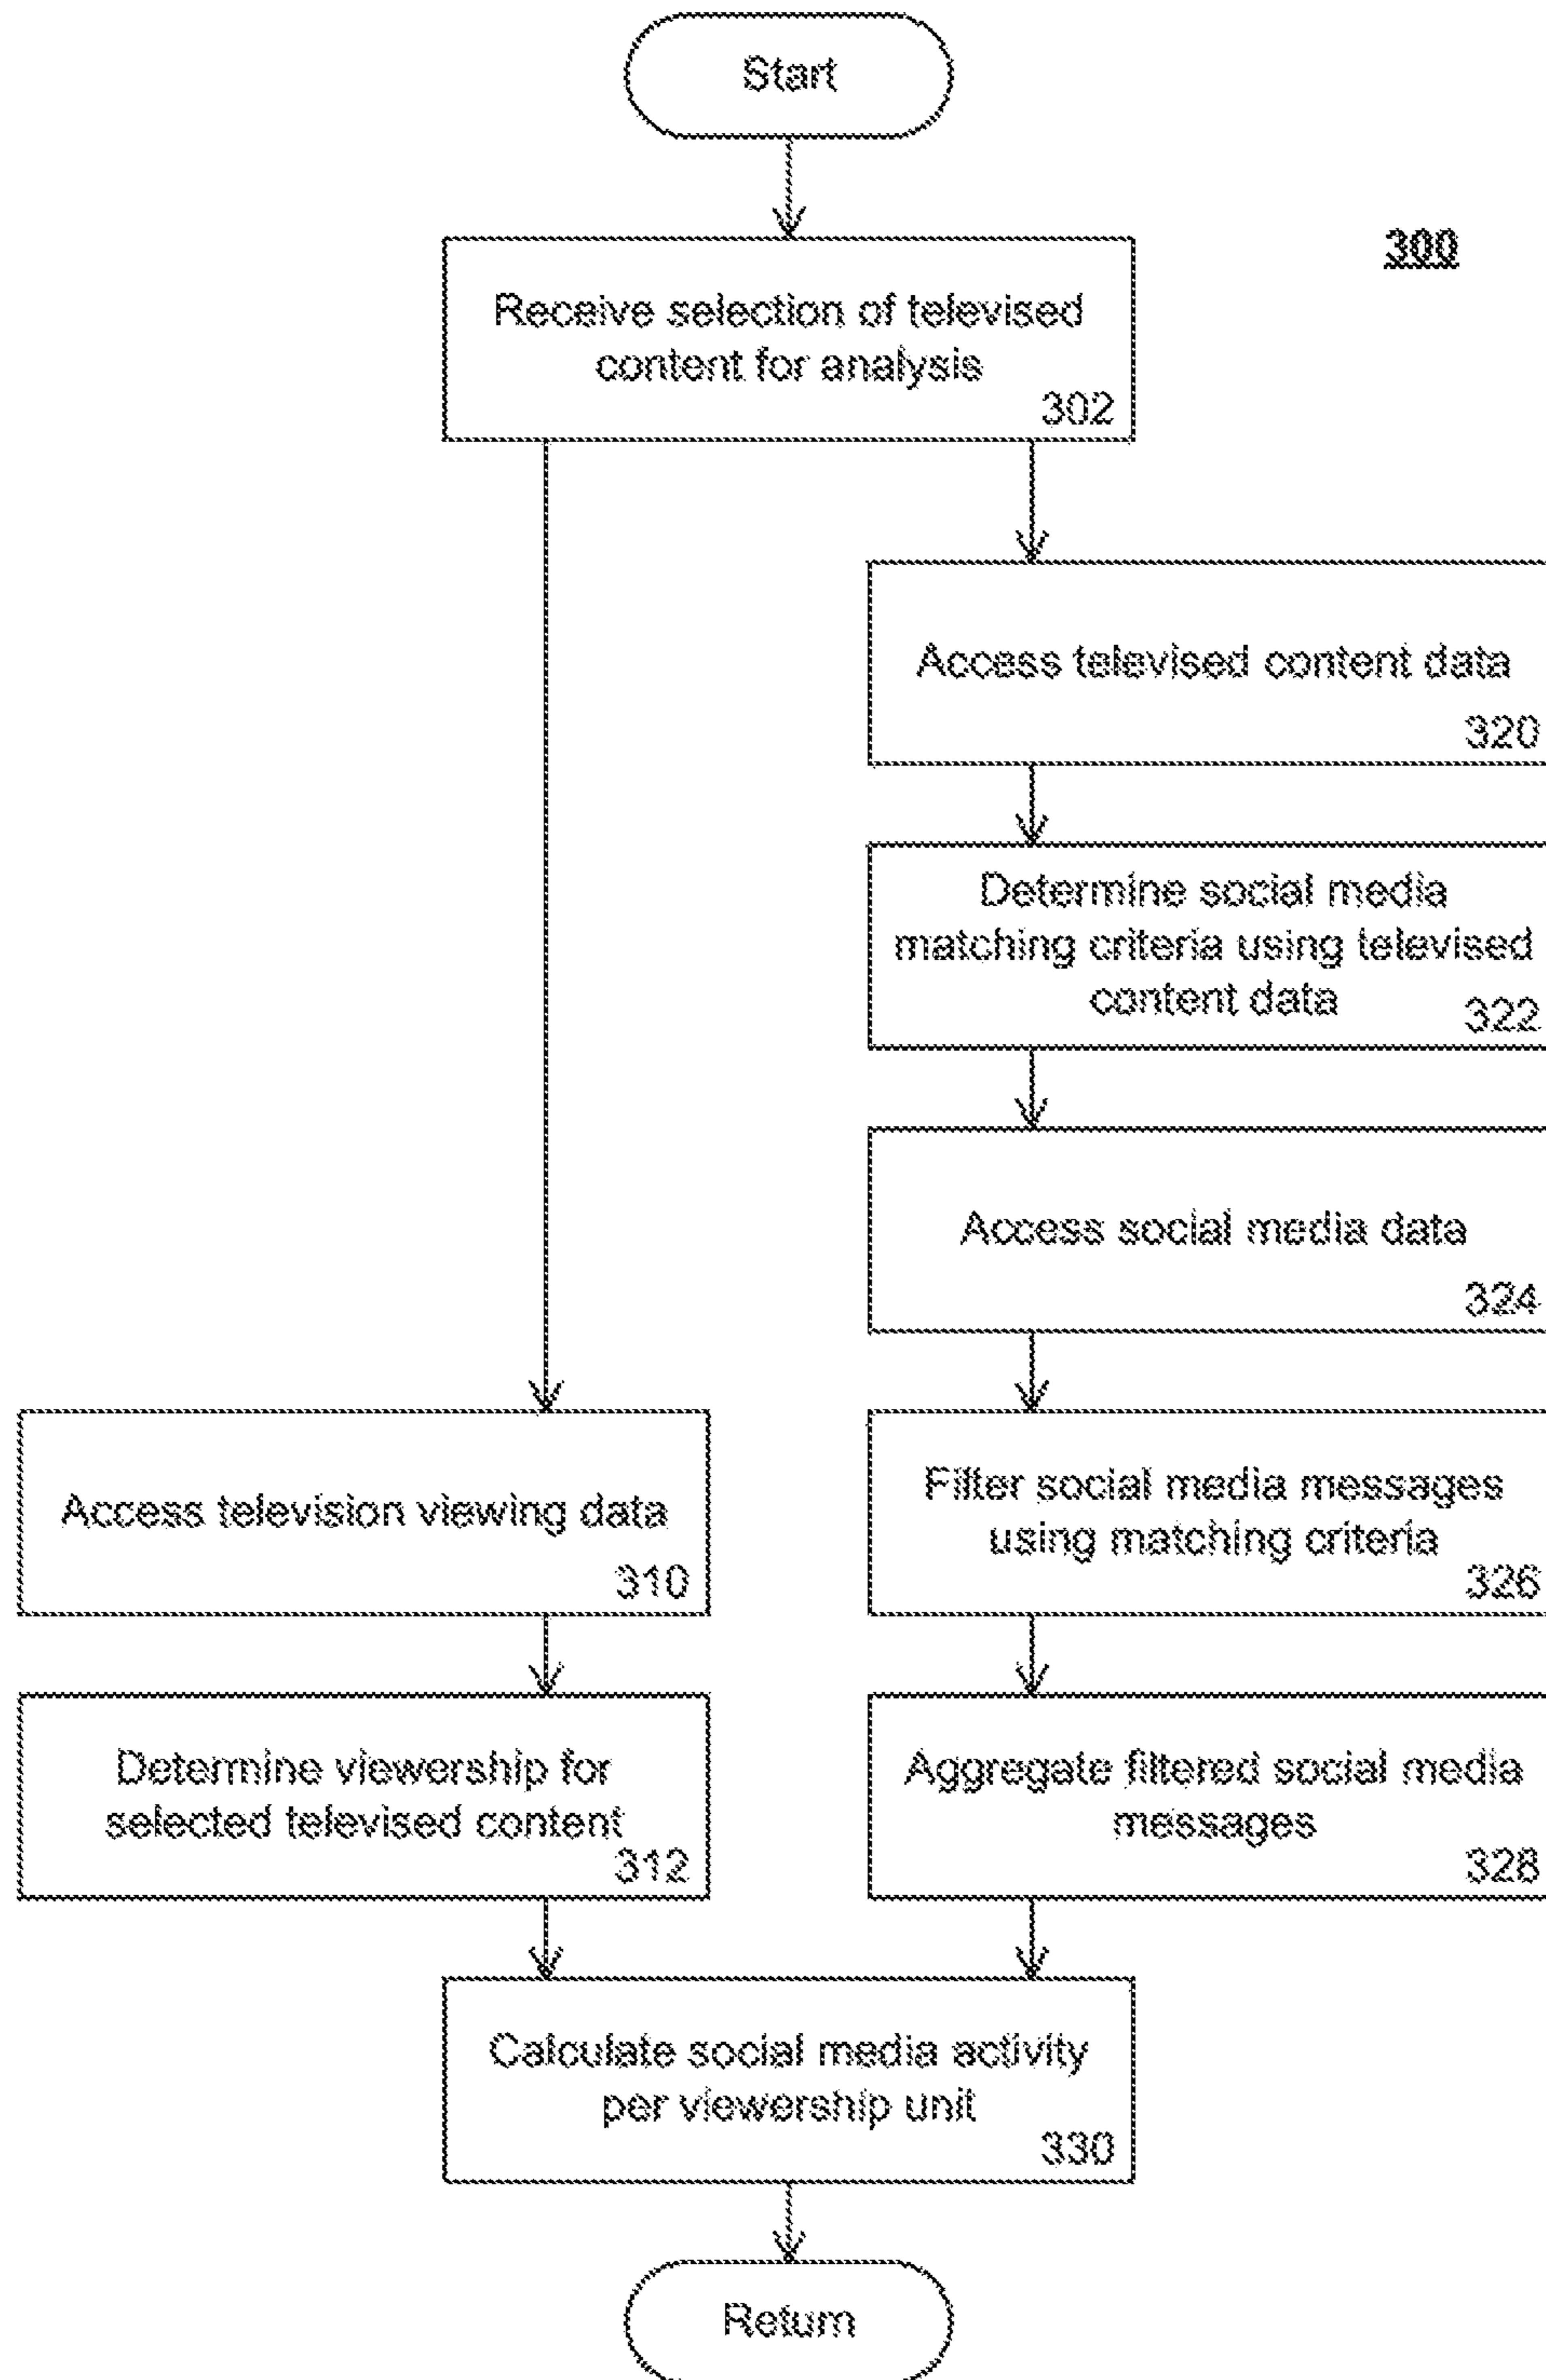 Start
300
Receive selection of televised
content for analysis
302
Access televised content data
320
Determine social media
matching criteria using televised
content data
322
Access social media data
324
Access television viewing data
310
Filter social media messages
using matching criteria
326
Determine viewership for
selected televised content
312
Aggregate filtered social media
messages
328
Calculate social media activity
per viewership unit
330
Return